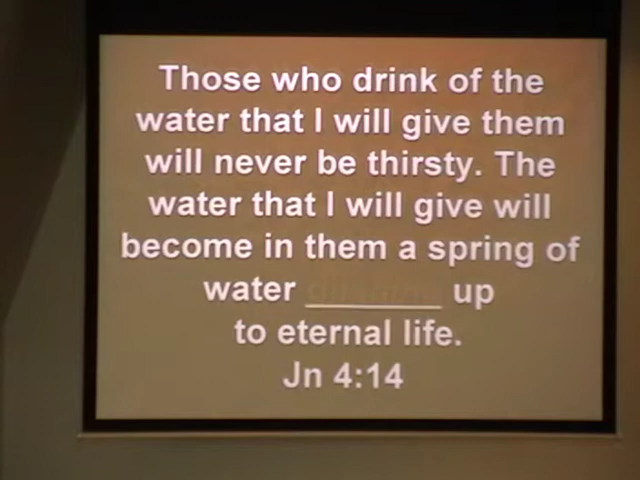 Those who drink of the
water that I will give them
will never be thirsty. The
water that I will give will
become in them a spring of
water ________ up
to eternal life.
Jn 4:14